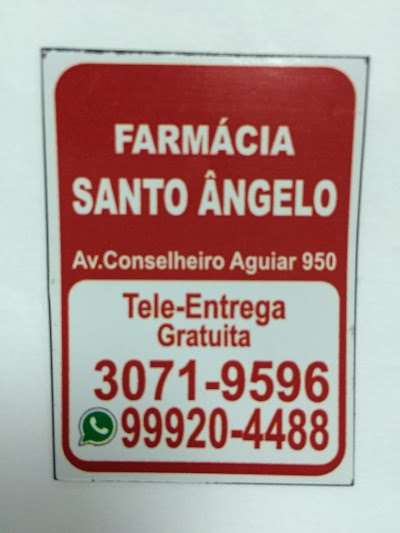 FARMÁCIA
SANTO ÂNGELO
Av.Conselheiro Aguiar 950
Tele-Entrega
Gratuita
3071-9596
99920-4488